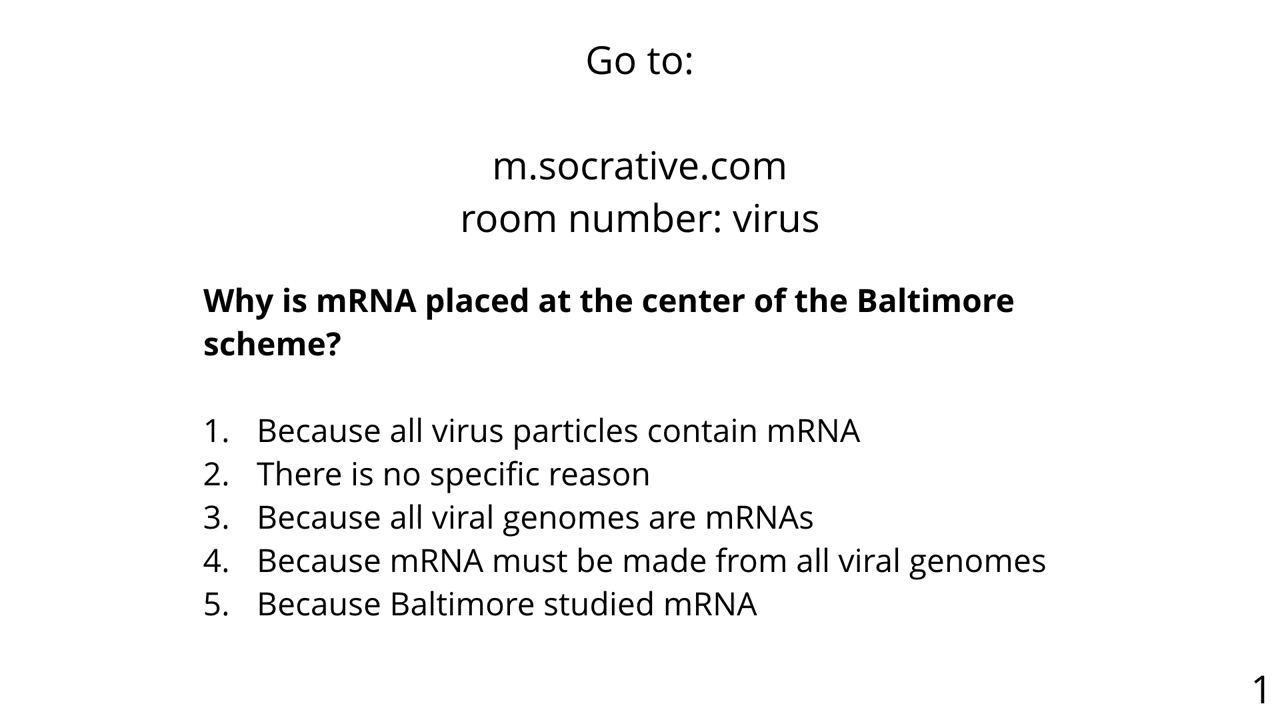 Go to:
m.socrative.com
room number: virus
Why is mRNA placed at the center of the Baltimore
scheme?
1. Because all virus particles contain mRNA
2. There is no specific reason
3. Because all viral genomes are mRNAs
4. Because mRNA must be made from all viral genomes
5. Because Baltimore studied mRNA
1